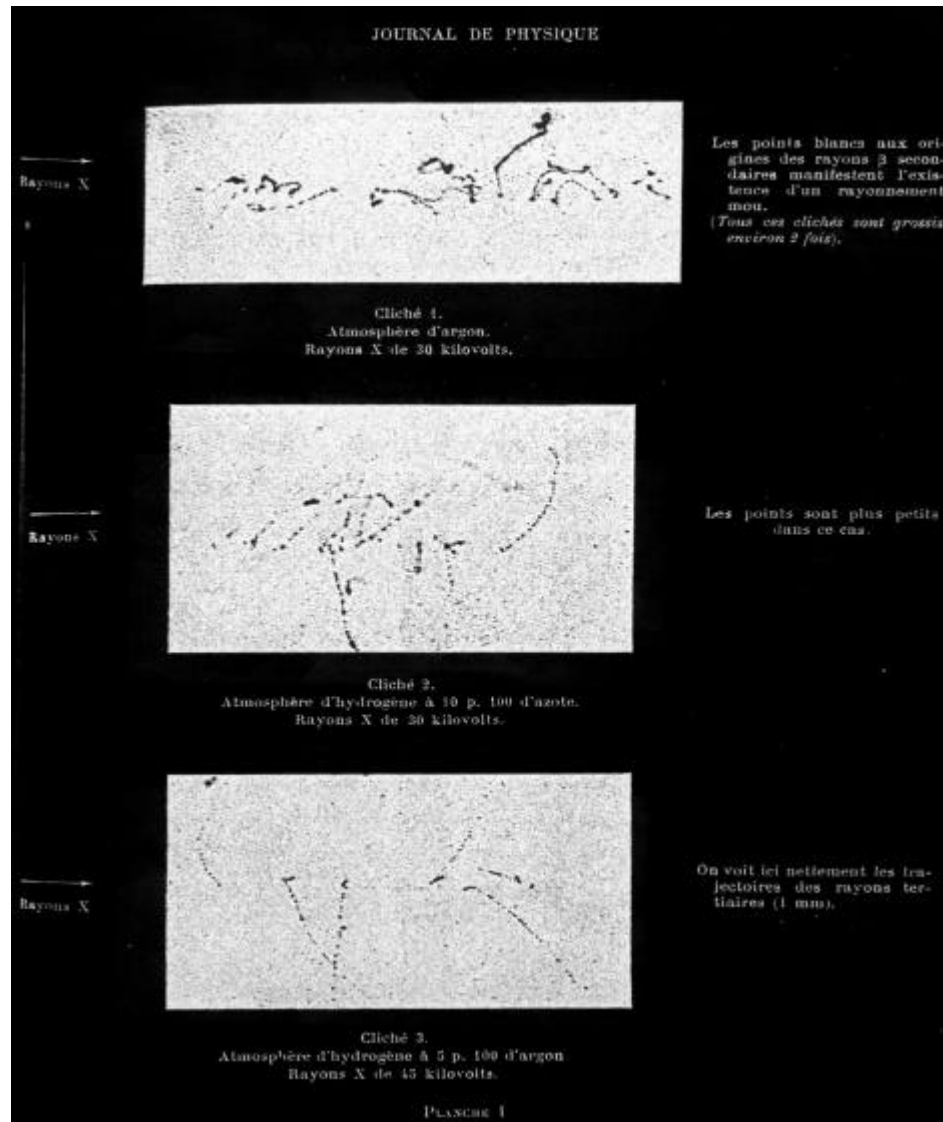 JOURNAL DE PHYSIQUE
Rayons X
Les points blancs aux ori-
gines des rayons β secon-
daires manifestent l'exis-
tence d'un rayonnement
mou.
(Tous ces clichés sont grossis
environ 2 fois).
Cliché 1.
Atmosphère d'argon.
Rayons X de 30 kilovolts.
Rayons X
Les points sont plus petits
dans ce cas.
Cliché 2.
Atmosphère d'hydrogène à 10 p. 100 d'azote.
Rayons X de 30 kilovolts.
Rayons X
On voit ici nettement les tra-
jectoires des rayons ter-
tiaires (1 mm).
Cliché 3.
Atmosphère d'hydrogène à 5 p. 100 d'argon
Rayons X de 45 kilovolts.
PLANCHE I